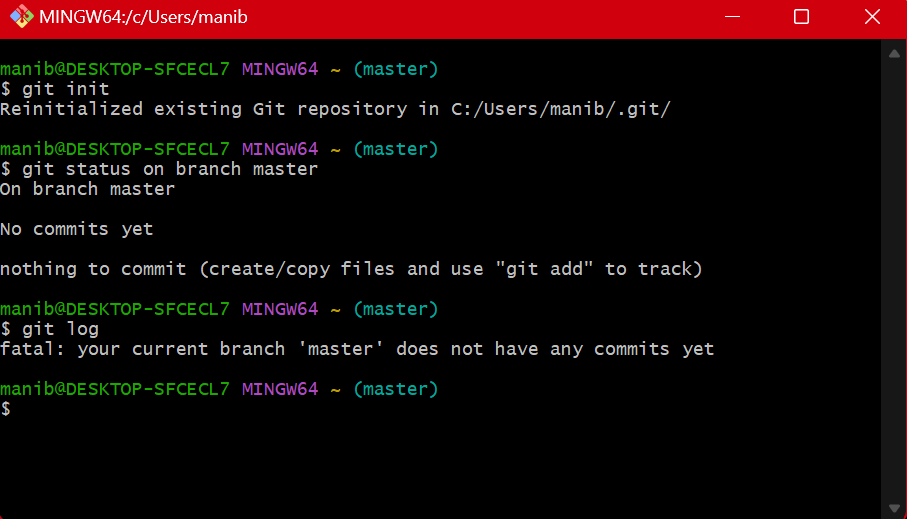 MINGW64:/c/Users/manib
manib@DESKTOP-SFCECL7 MINGW64 ~ (master)
$ git init
Reinitialized existing Git repository in C:/Users/manib/.git/
manib@DESKTOP-SFCECL7 MINGW64 ~ (master)
$ git status on branch master
On branch master
No commits yet
nothing to commit (create/copy files and use "git add" to track)
manib@DESKTOP-SFCECL7 MINGW64 ~ (master)
$ git log
fatal: your current branch 'master' does not have any commits yet
manib@DESKTOP-SFCECL7 MINGW64 ~ (master)
$